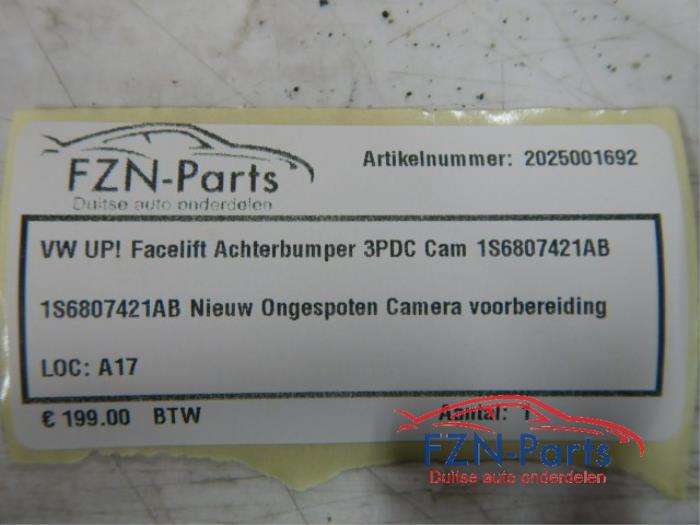 FZN-Parts
Duitse auto onderdelen
Artikelnummer: 2025001692
VW UP! Facelift Achterbumper 3PDC Cam 1S6807421AB
1S6807421AB Nieuw Ongespoten Camera voorbereiding
LOC: A17
€ 199.00 BTW
Aantal: 1
FZN-Parts
Duitse auto onderdelen